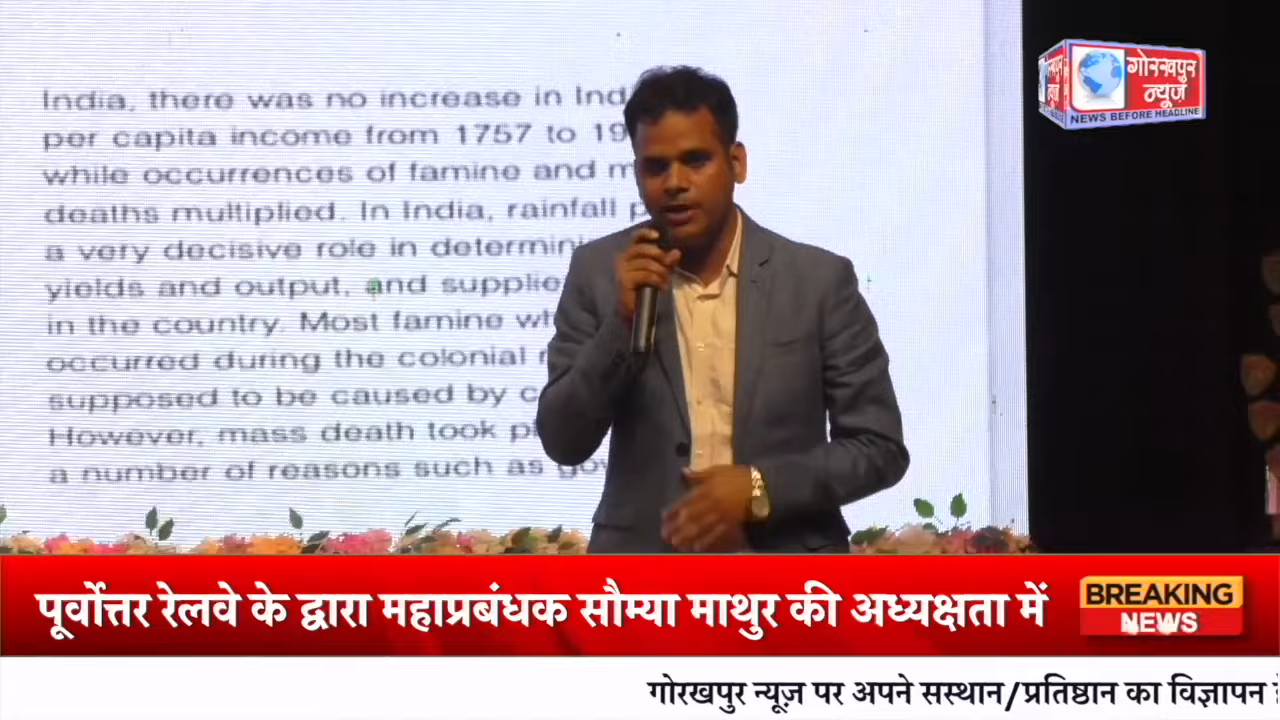 India, there was no increase in Ind
per capita income from 1757 to 19
while occurrences of famine and m
deaths multiplied. In India, rainfall p
a very decisive role in determini
yields and output, and supplie
in the country. Most famine wh
occurred during the colonial r
supposed to be caused by c
However, mass death took p
a number of reasons such as gov
गोरखपुर
न्यूज़
NEWS BEFORE HEADLINE
पूर्वोत्तर रेलवे के द्वारा महाप्रबंधक सौम्या माथुर की अध्यक्षता में
BREAKING
NEWS
गोरखपुर न्यूज़ पर अपने सस्थान/प्रतिष्ठान का विज्ञापन